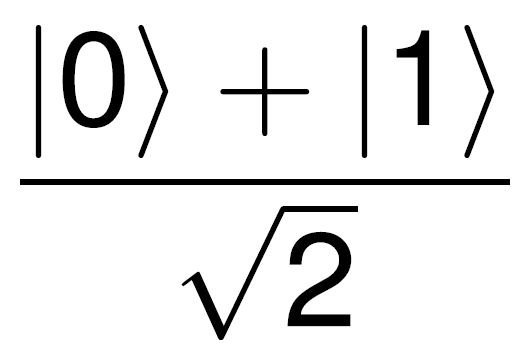 |0⟩ + |1⟩
√2